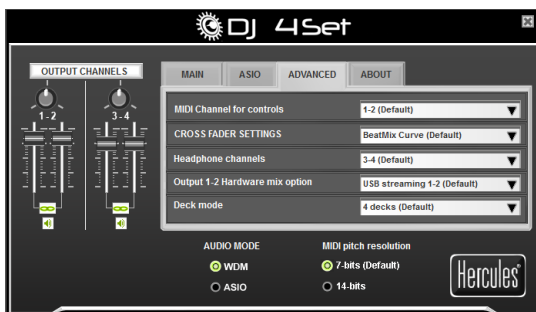 DJ 4Set
OUTPUT CHANNELS
1-2
3-4
MAIN
ASIO
ADVANCED
ABOUT
MIDI Channel for controls
1-2 (Default)
CROSS FADER SETTINGS
BeatMix Curve (Default)
Headphone channels
3-4 (Default)
Output 1-2 Hardware mix option
USB streaming 1-2 (Default)
Deck mode
4 decks (Default)
AUDIO MODE
MIDI pitch resolution
WDM
7-bits (Default)
ASIO
14-bits
Hercules